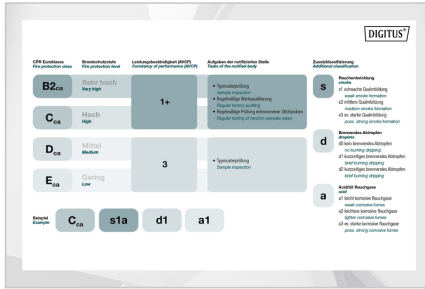 DIGITUS®
CPR Euroklasse
Fire protection class
Brandschutzstufe
Fire protection level
Leistungsbeständigkeit (AVCP)
Constancy of performance (AVCP)
Aufgaben der notifizierten Stelle
Tasks of the notified body
Zusatzklassifizierung
Additional classification
B2ca
Sehr hoch
Very high
Cca
Hoch
High
1+
• Typmusterprüfung
Sample inspection
• Regelmäßige Werksauditierung
Regular factory auditing
• Regelmäßige Prüfung entnommener Stichproben
Regular testing of random samples taken
Dca
Mittel
Medium
Eca
Gering
Low
3
• Typmusterprüfung
Sample inspection
s
Rauchentwicklung
smoke
s1 schwache Qualmbildung
weak smoke formation
s2 mittlere Qualmbildung
medium smoke formation
s3 ev. starke Qualmbildung
poss. strong smoke formation
d
Brennendes Abtropfen
droplets
d0 kein brennendes Abtropfen
no burning dripping
d1 kurzzeitiges brennendes Abtropfen
brief burning dripping
d2 kurzzeitiges brennendes Abtropfen
brief burning dripping
a
Acidität Rauchgase
acid
a1 leicht korrosive Rauchgase
weak corrosive fumes
a2 leichtere korrosive Rauchgase
lighter corrosive fumes
a3 ev. starke korrosive Rauchgase
poss. strong corrosive fumes
Beispiel
Example
Cca
s1a
d1
a1